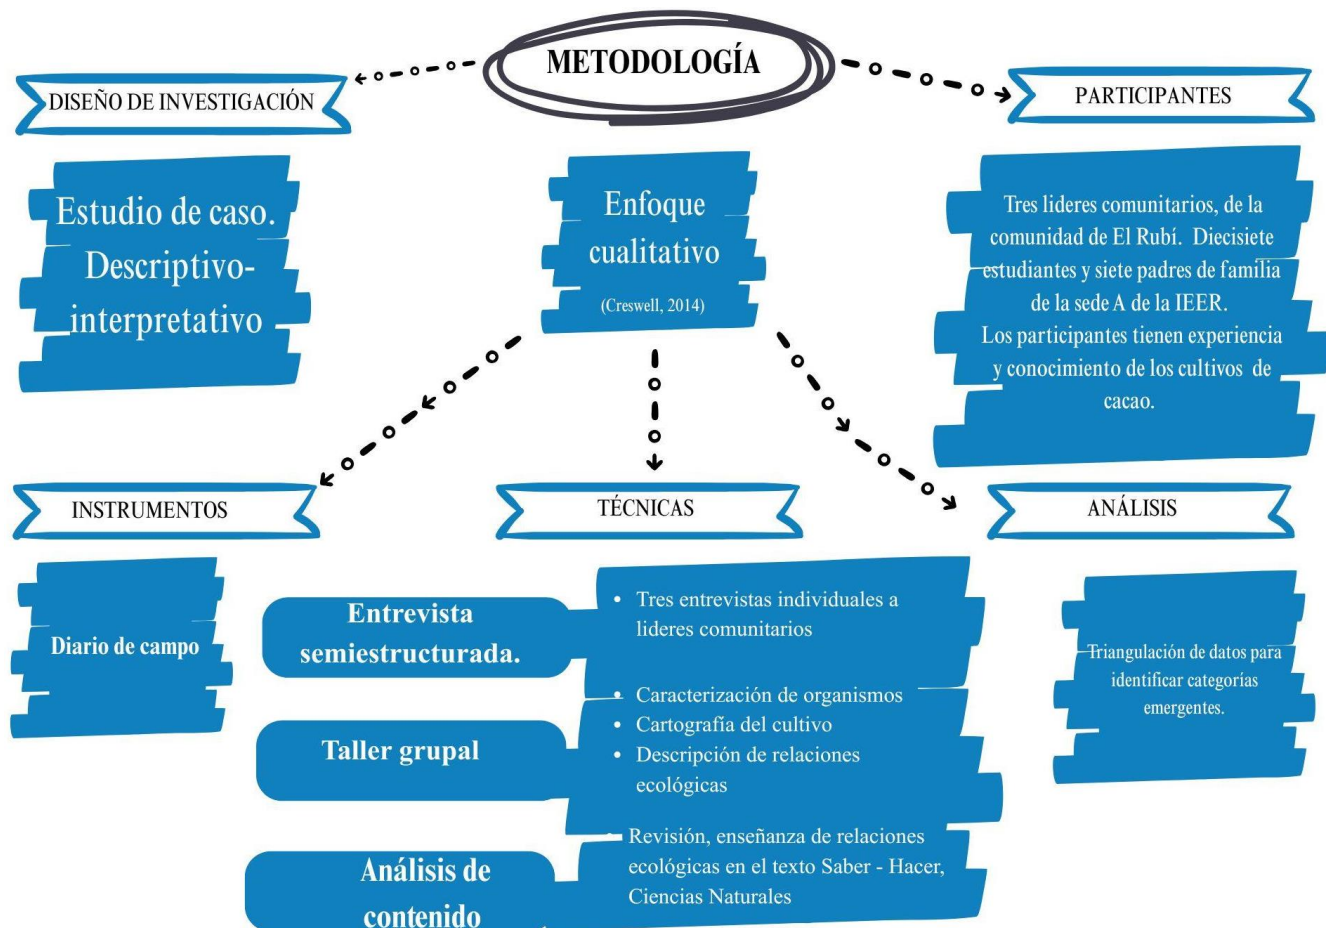 METODOLOGÍA
DISEÑO DE INVESTIGACIÓN
Estudio de caso.
Descriptivo-
interpretativo
Enfoque
cualitativo
(Creswell, 2014)
PARTICIPANTES
Tres lideres comunitarios, de la
comunidad de El Rubí. Diecisiete
estudiantes y siete padres de familia
de la sede A de la IEER.
Los participantes tienen experiencia
y conocimiento de los cultivos de
cacao.
INSTRUMENTOS
Diario de campo
TÉCNICAS
Entrevista
semiestructurada.
• Tres entrevistas individuales a
lideres comunitarios
Taller grupal
• Caracterización de organismos
• Cartografía del cultivo
• Descripción de relaciones
ecológicas
Análisis de
contenido
• Revisión, enseñanza de relaciones
ecológicas en el texto Saber - Hacer,
Ciencias Naturales
ANÁLISIS
Triangulación de datos para
identificar categorías
emergentes.